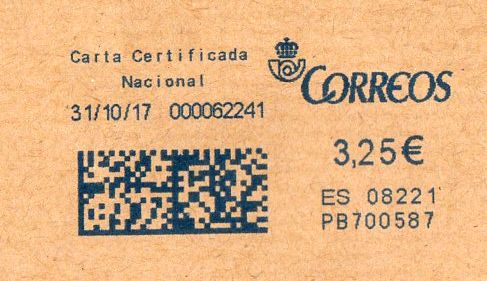 Carta Certificada
Nacional
31/10/17 000062241
CORREOS
3,25€
ES 08221
PB700587